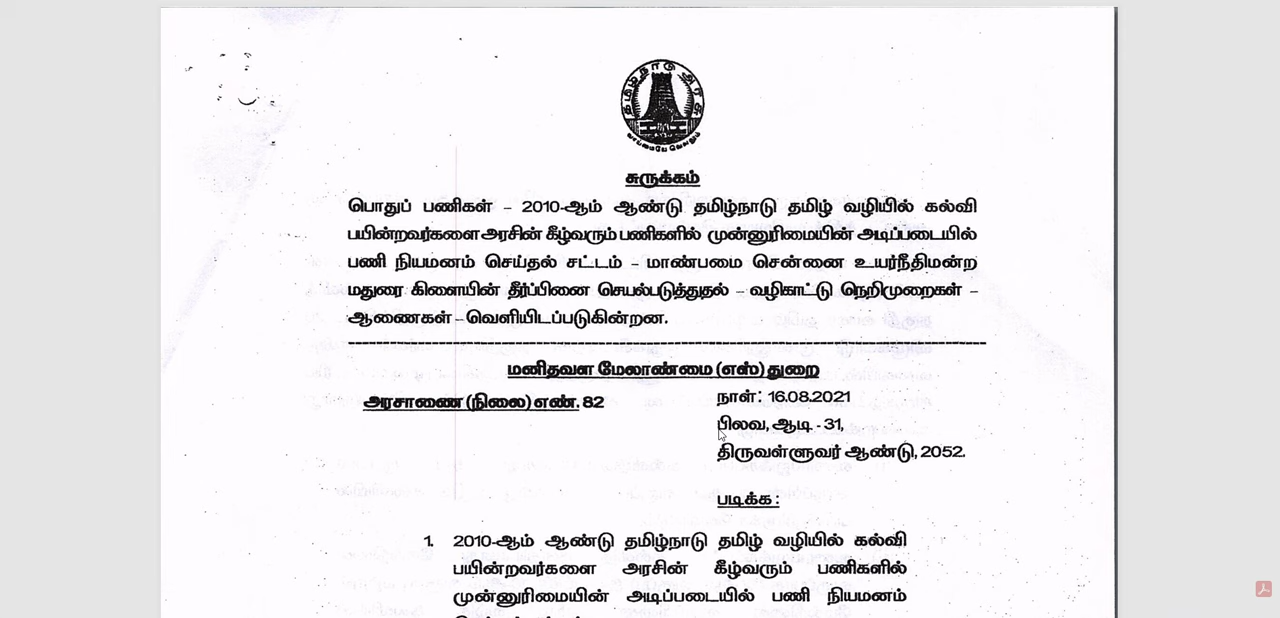 தமிழ்நாடு அரசு
வாய்மையே வெல்லும்
சுருக்கம்
பொதுப் பணிகள் – 2010-ஆம் ஆண்டு தமிழ்நாடு தமிழ் வழியில் கல்வி
பயின்றவர்களை அரசின் கீழ்வரும் பணிகளில் முன்னுரிமையின் அடிப்படையில்
பணி நியமனம் செய்தல் சட்டம் – மாண்பமை சென்னை உயர்நீதிமன்ற
மதுரை கிளையின் தீர்ப்பினை செயல்படுத்துதல் – வழிகாட்டு நெறிமுறைகள் –
ஆணைகள் – வெளியிடப்படுகின்றன.
மனிதவள மேலாண்மை (எஸ்) துறை
அரசாணை (நிலை) எண். 82
நாள்: 16.08.2021
பிலவ, ஆடி - 31,
திருவள்ளுவர் ஆண்டு, 2052.
படிக்க :
1. 2010-ஆம் ஆண்டு தமிழ்நாடு தமிழ் வழியில் கல்வி
பயின்றவர்களை அரசின் கீழ்வரும் பணிகளில்
முன்னுரிமையின் அடிப்படையில் பணி நியமனம்